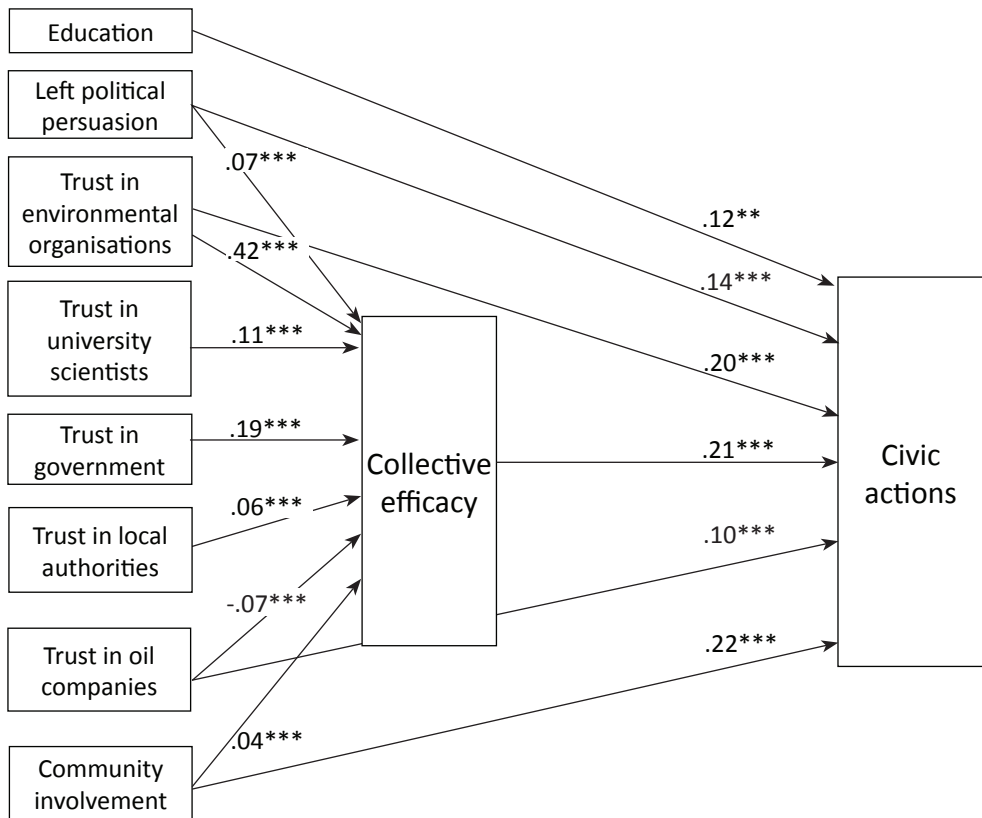 Education
Left political
persuasion
.07***
Trust in
environmental
organisations
.42***
.12**
.14***
Trust in
university
scientists
.11***
.20***
Trust in
government
.19***
Collective
efficacy
.21***
Civic
actions
Trust in local
authorities
.06***
.10***
-.07***
Trust in oil
companies
.22***
.04***
Community
involvement